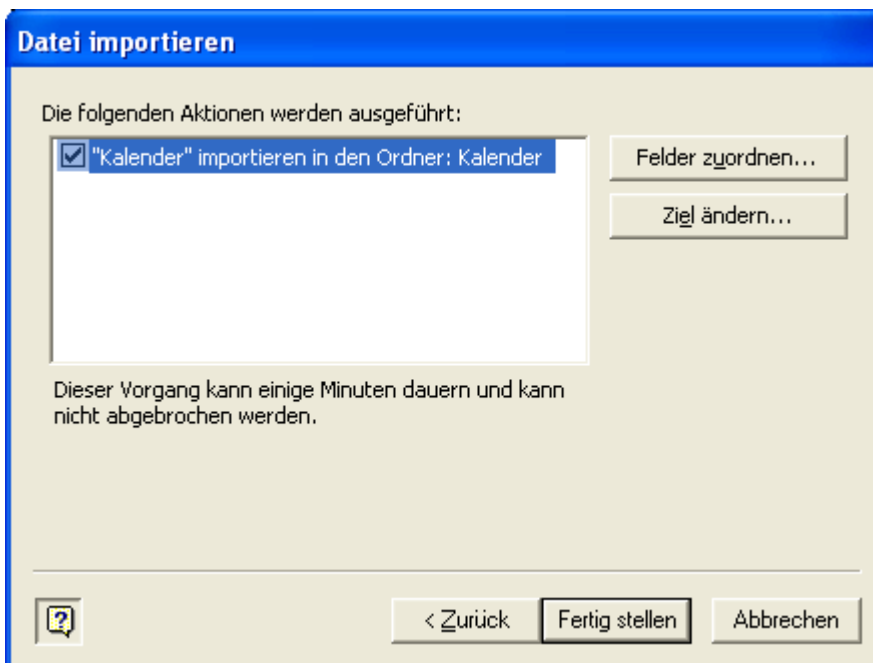 Datei importieren
Die folgenden Aktionen werden ausgeführt:
"Kalender" importieren in den Ordner: Kalender
Felder zuordnen...
Ziel ändern...
Dieser Vorgang kann einige Minuten dauern und kann
nicht abgebrochen werden.
?
< Zurück
Fertig stellen
Abbrechen